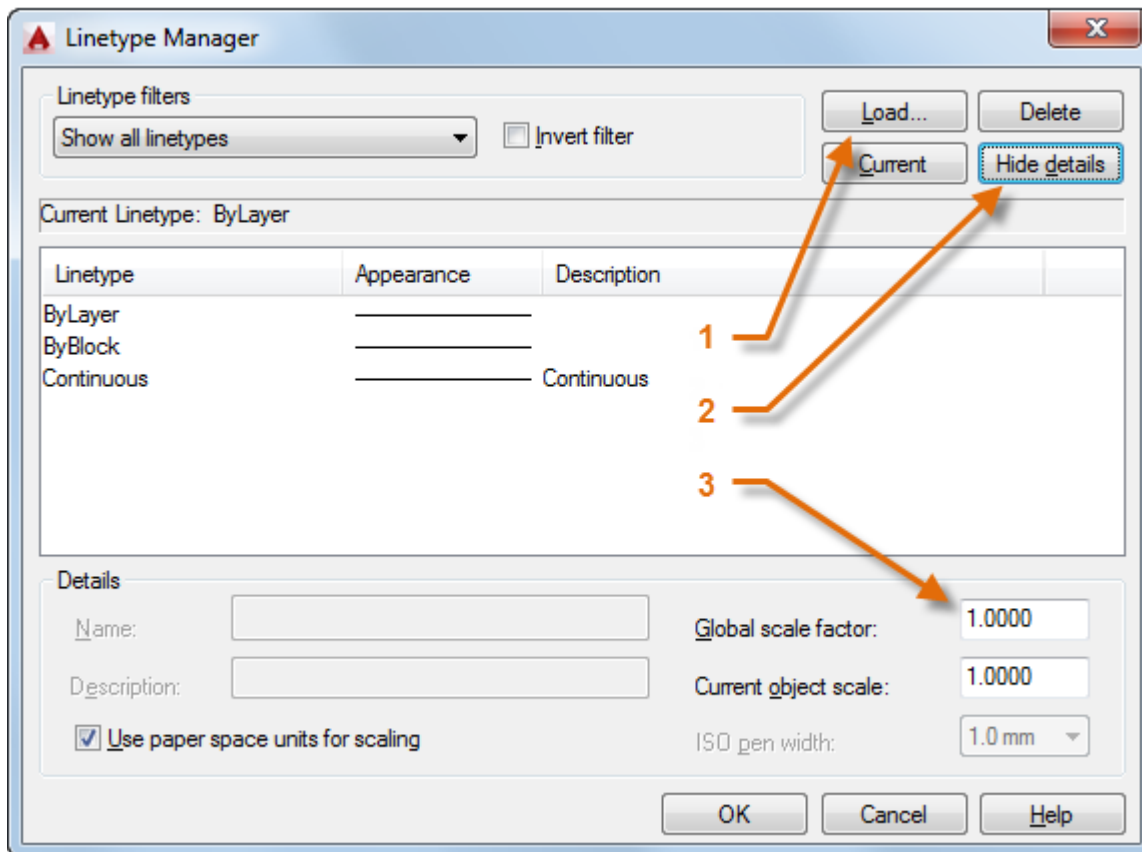 Linetype Manager
Linetype filters
Show all linetypes
Invert filter
Load...
Delete
Current
Hide details
Current Linetype: ByLayer
Linetype Appearance Description
ByLayer
ByBlock
Continuous Continuous
1
2
3
Details
Name:
Global scale factor: 1.0000
Description:
Current object scale: 1.0000
Use paper space units for scaling
ISO pen width: 1.0 mm
OK Cancel Help